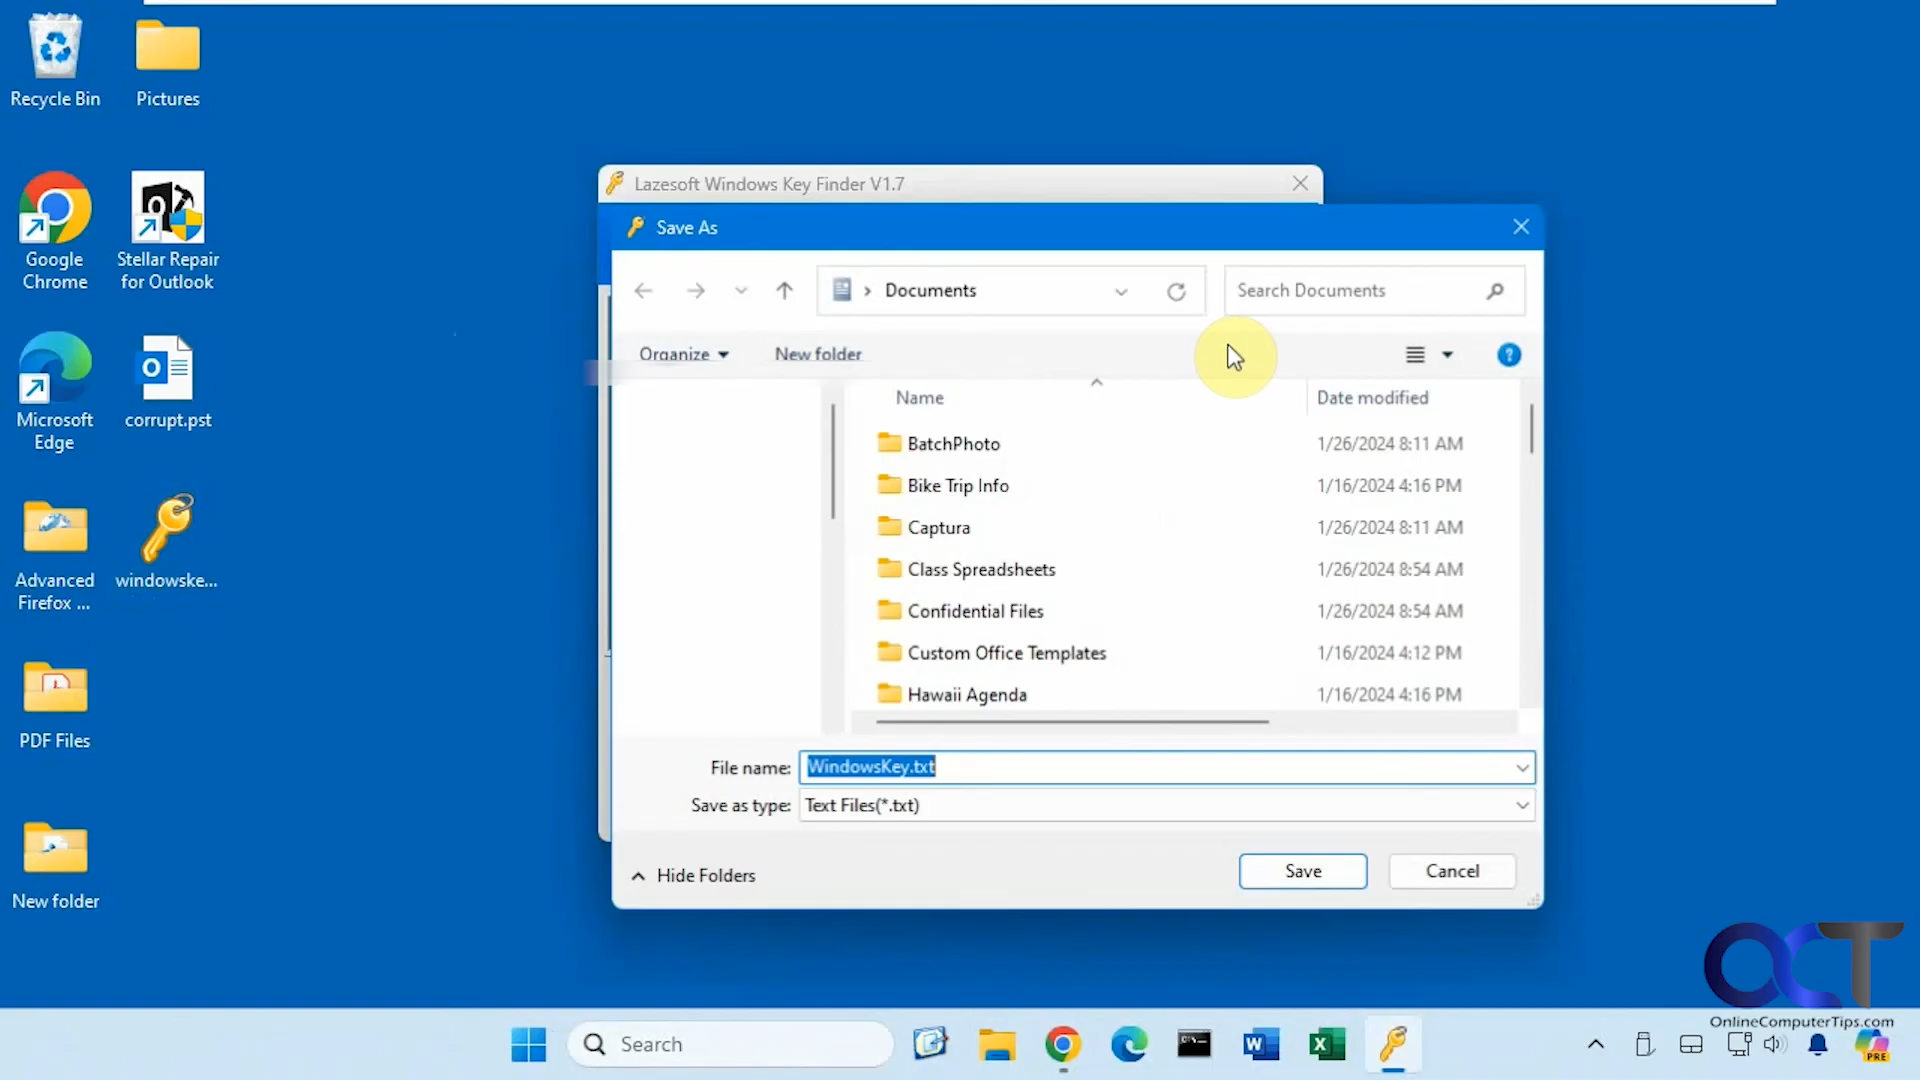 Recycle Bin
Pictures
Google
Chrome
Stellar Repair
for Outlook
Microsoft
Edge
corrupt.pst
Advanced
Firefox ...
windowske...
PDF Files
New folder
Lazesoft Windows Key Finder V1.7
Save As
Documents
Search Documents
Organize
New folder
Name
Date modified
BatchPhoto
1/26/2024 8:11 AM
Bike Trip Info
1/16/2024 4:16 PM
Captura
1/26/2024 8:11 AM
Class Spreadsheets
1/26/2024 8:54 AM
Confidential Files
1/26/2024 8:54 AM
Custom Office Templates
1/16/2024 4:12 PM
Hawaii Agenda
1/16/2024 4:16 PM
File name: WindowsKey.txt
Save as type: Text Files(*.txt)
Hide Folders
Save
Cancel
OCT
OnlineComputerTips.com
Search
PRE